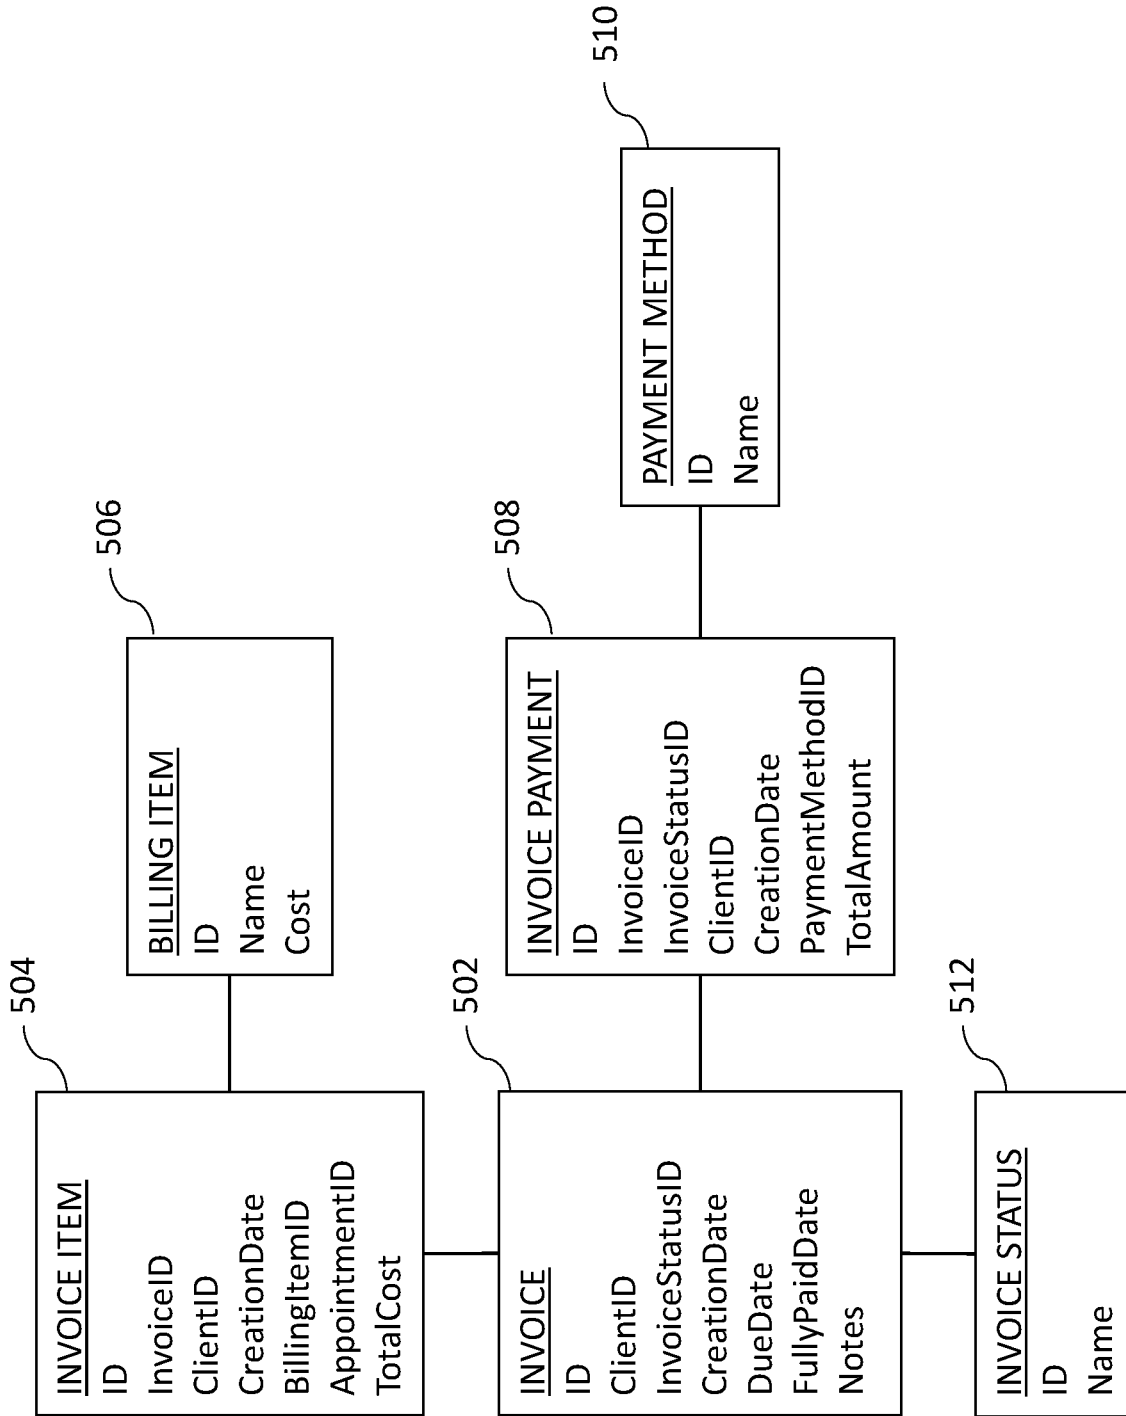 504
INVOICE ITEM
ID
InvoiceID
ClientID
CreationDate
BillingItemID
AppointmentID
TotalCost
506
BILLING ITEM
ID
Name
Cost
502
INVOICE
ID
ClientID
InvoiceStatusID
CreationDate
DueDate
FullyPaidDate
Notes
508
INVOICE PAYMENT
ID
InvoiceID
InvoiceStatusID
ClientID
CreationDate
PaymentMethodID
TotalAmount
510
PAYMENT METHOD
ID
Name
512
INVOICE STATUS
ID
Name